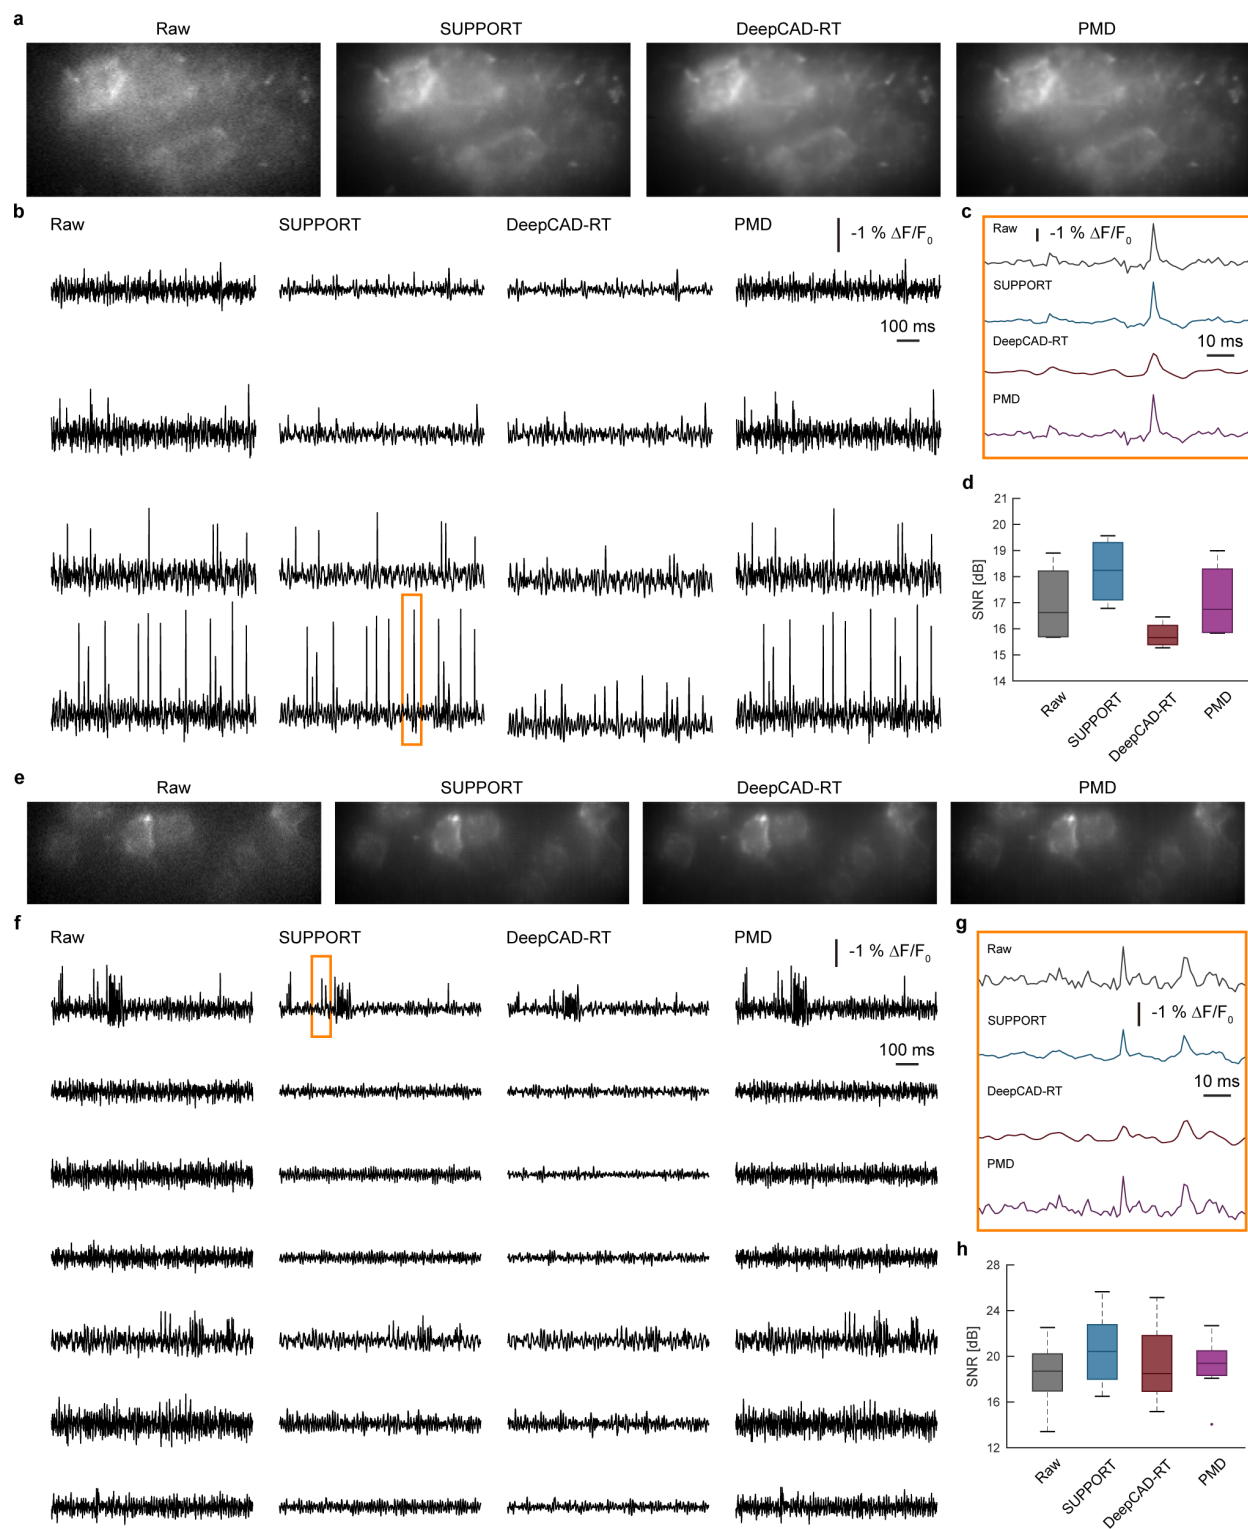 a
Raw
SUPPORT
DeepCAD-RT
PMD
b
Raw
SUPPORT
DeepCAD-RT
PMD
-1 % ΔF/F0
100 ms
c
Raw
-1 % ΔF/F0
SUPPORT
DeepCAD-RT
10 ms
PMD
d
SNR [dB]
21
20
19
18
17
16
15
14
Raw
SUPPORT
DeepCAD-RT
PMD
e
Raw
SUPPORT
DeepCAD-RT
PMD
f
Raw
SUPPORT
DeepCAD-RT
PMD
-1 % ΔF/F0
100 ms
g
Raw
SUPPORT
-1 % ΔF/F0
DeepCAD-RT
10 ms
PMD
h
SNR [dB]
28
24
20
16
12
Raw
SUPPORT
DeepCAD-RT
PMD